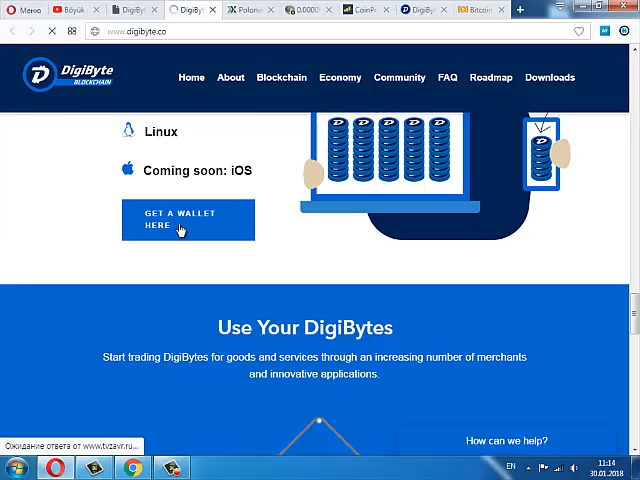 Меню
Böyük
DigiByt
DigiByt
Polonie
0.0000
CoinPo
DigiBy
Bitcoin
www.digibyte.co
DigiByte
BLOCKCHAIN
Home About Blockchain Economy Community FAQ Roadmap Downloads
Linux
Coming soon: iOS
GET A WALLET
HERE
Use Your DigiBytes
Start trading DigiBytes for goods and services through an increasing number of merchants
and innovative applications.
How can we help?
Ожидание ответа от www.tvzavr.ru...
EN
11:14
30.01.2018